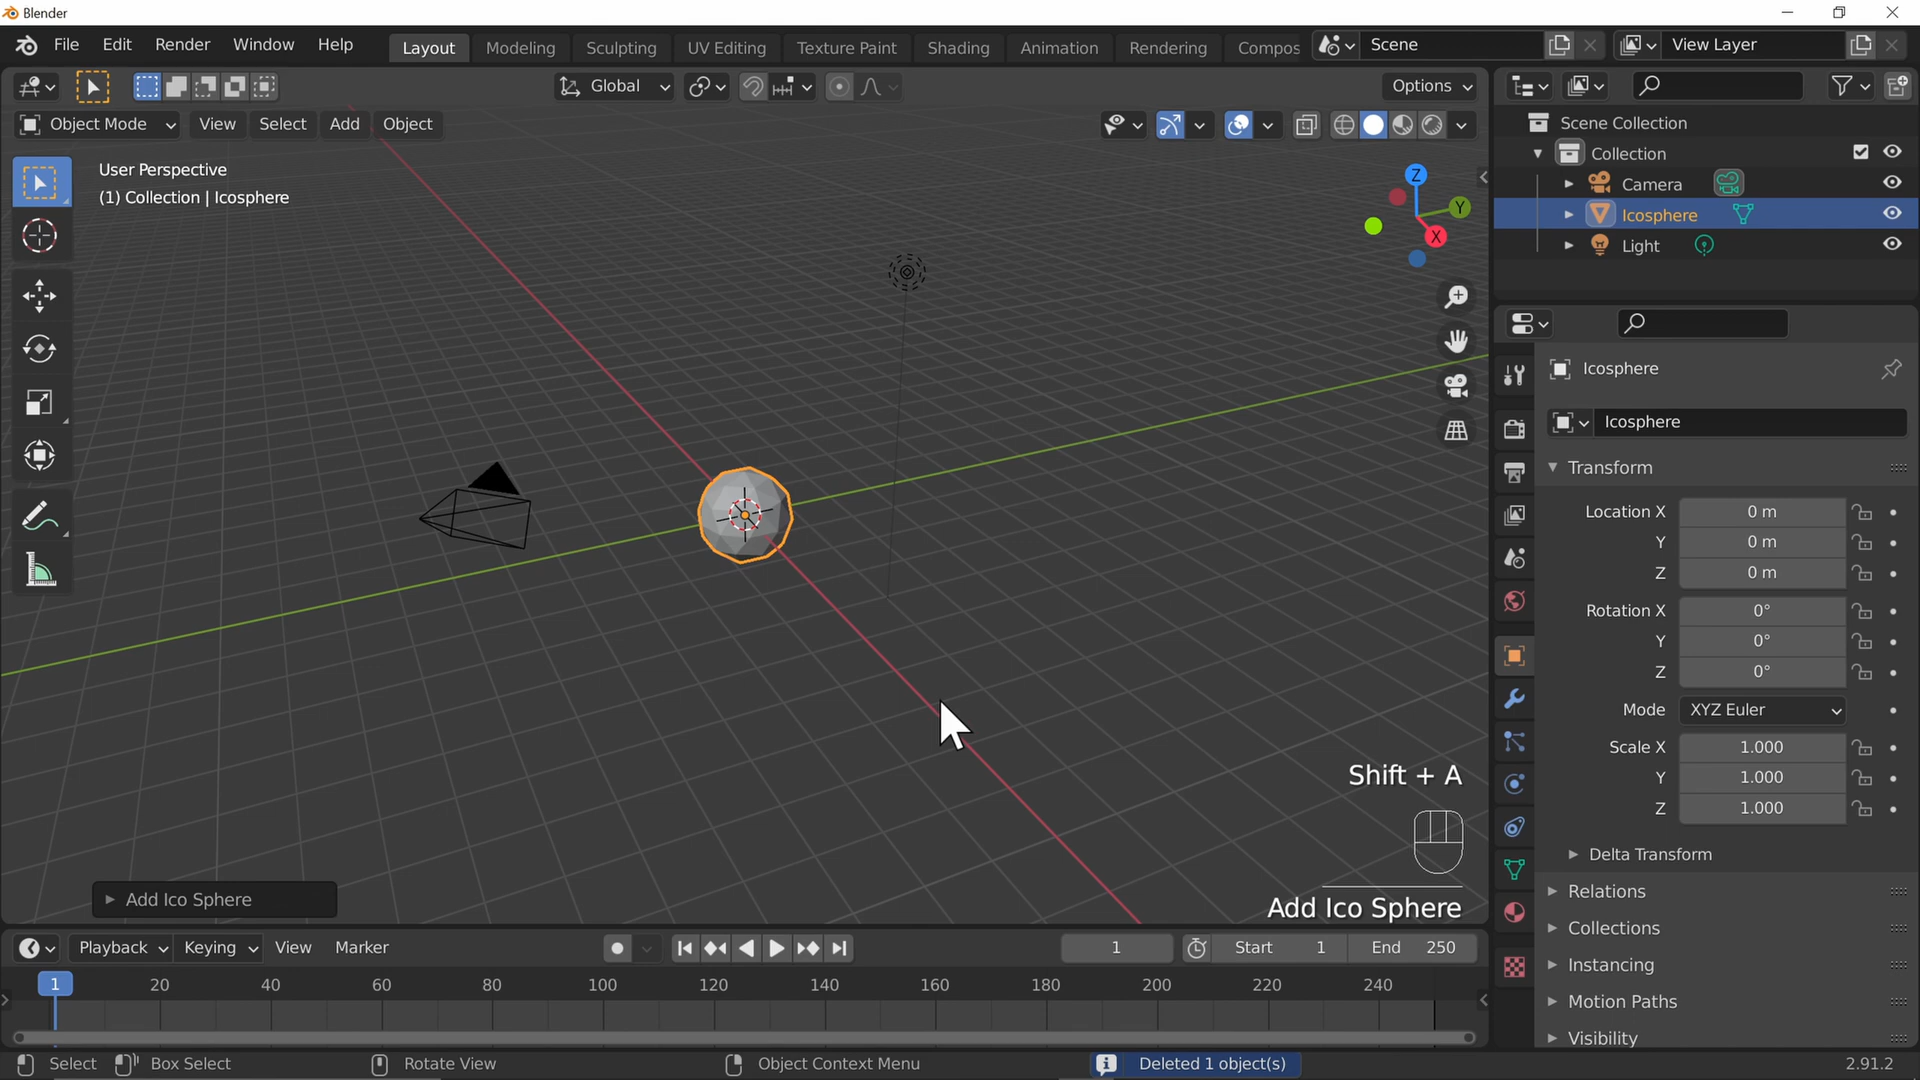 Blender
File Edit Render Window Help Layout Modeling Sculpting UV Editing Texture Paint Shading Animation Rendering Compos Scene View Layer
Global Options
Object Mode View Select Add Object
User Perspective
(1) Collection | Icosphere
Z
Y
X
Scene Collection
Collection
Camera
Icosphere
Light
Icosphere
Icosphere
Transform
Location X 0 m
Y 0 m
Z 0 m
Rotation X 0°
Y 0°
Z 0°
Mode XYZ Euler
Scale X 1.000
Y 1.000
Z 1.000
Delta Transform
Relations
Collections
Instancing
Motion Paths
Visibility
Shift + A
Add Ico Sphere
Add Ico Sphere
Playback Keying View Marker 1 Start 1 End 250
1 20 40 60 80 100 120 140 160 180 200 220 240
Select Box Select Rotate View Object Context Menu Deleted 1 object(s) 2.91.2